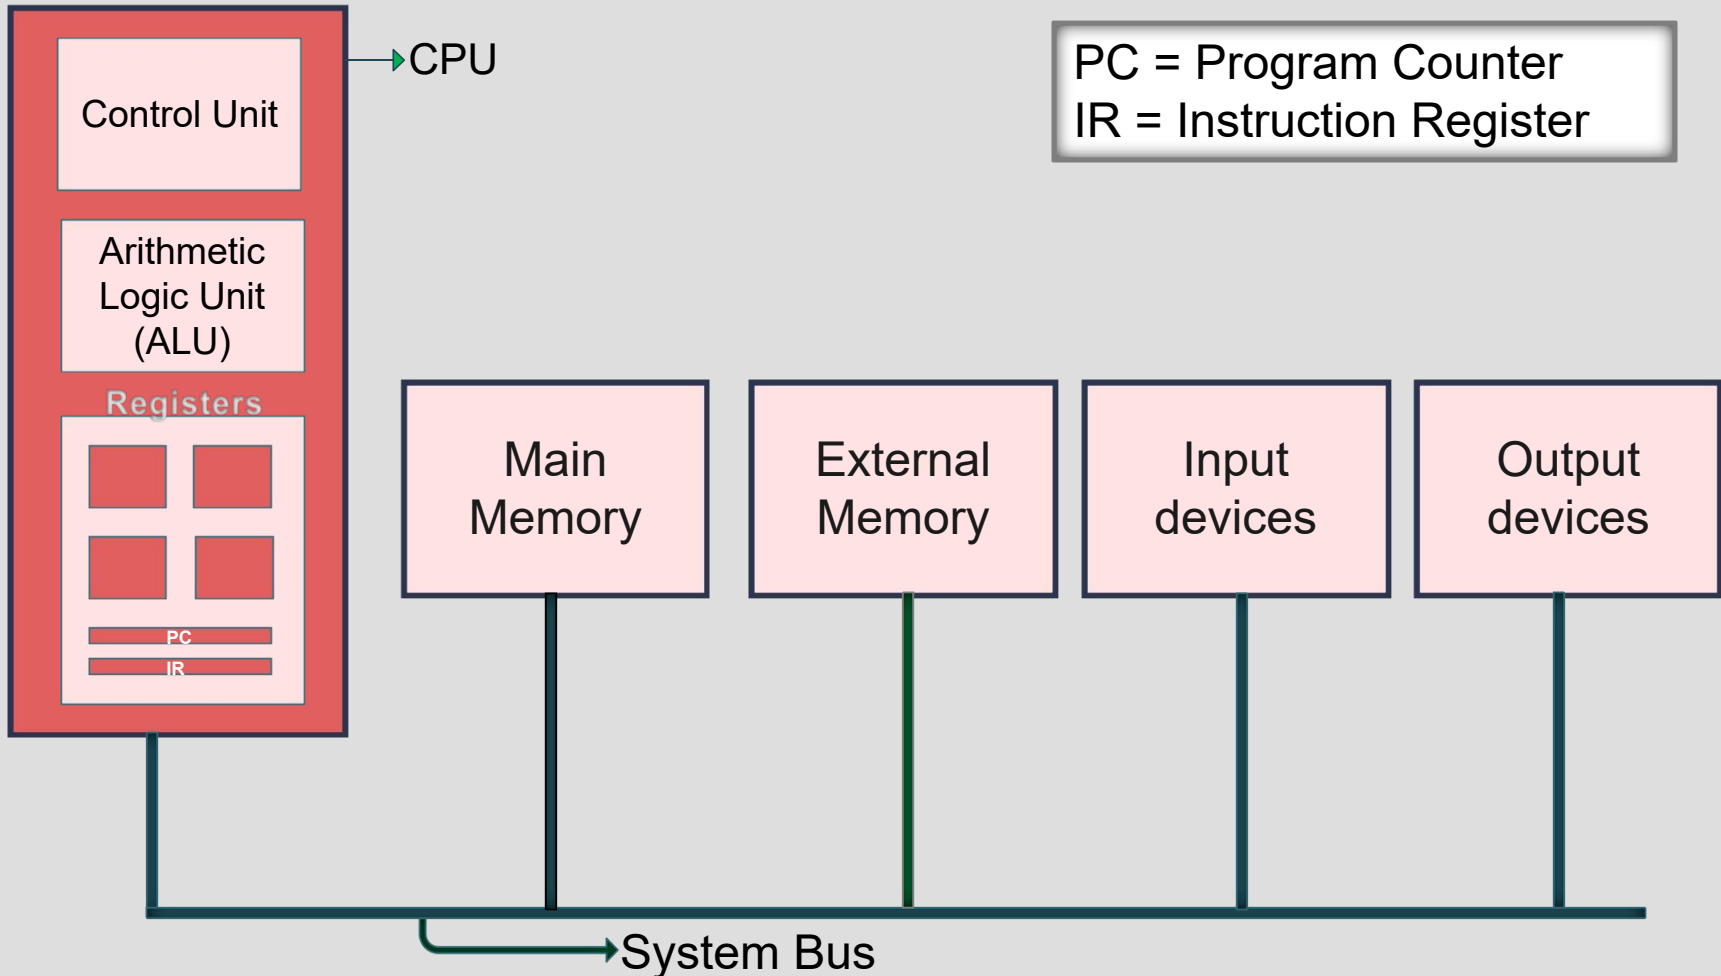 CPU
PC = Program Counter
IR = Instruction Register
Control Unit
Arithmetic
Logic Unit
(ALU)
Registers
PC
IR
Main
Memory
External
Memory
Input
devices
Output
devices
System Bus